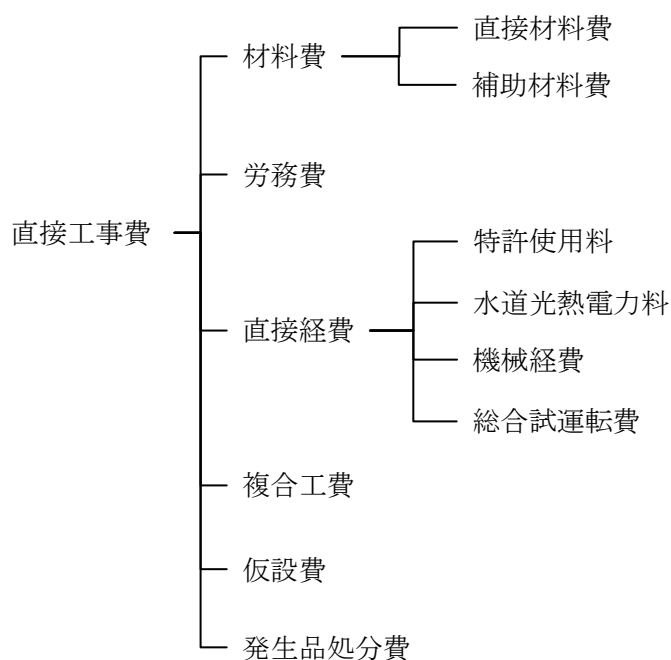 直接工事費
材料費
直接材料費
補助材料費
労務費
直接経費
特許使用料
水道光熱電力料
機械経費
総合試運転費
複合工費
仮設費
発生品処分費